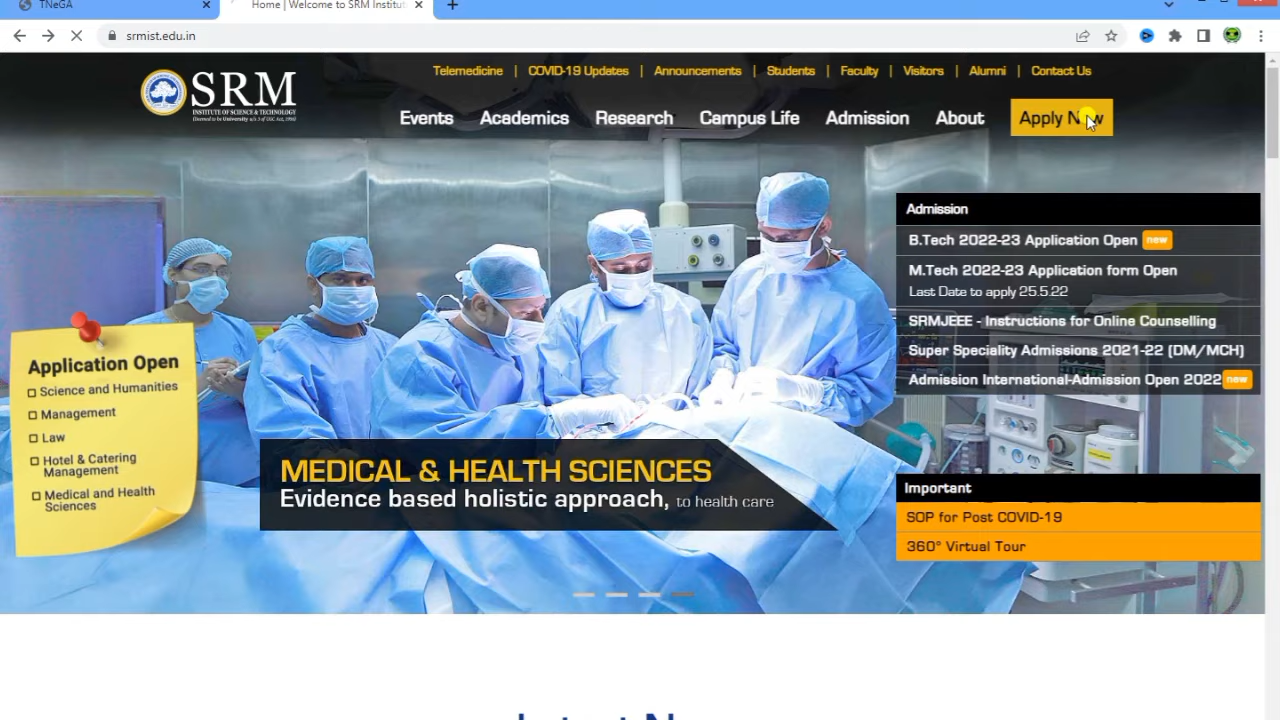 TNeGA
Home | Welcome to SRM Institut
srmist.edu.in
Telemedicine | COVID-19 Updates | Announcements | Students | Faculty | Visitors | Alumni | Contact Us
SRM
INSTITUTE OF SCIENCE & TECHNOLOGY
(Deemed to be University u/s 3 of UGC Act, 1956)
Events Academics Research Campus Life Admission About Apply Now
Admission
B.Tech 2022-23 Application Open new
M.Tech 2022-23 Application form Open
Last Date to apply 25.5.22
SRMJEEE - Instructions for Online Counselling
Super Speciality Admissions 2021-22 (DM/MCH)
Admission International-Admission Open 2022 new
Application Open
Science and Humanities
Management
Law
Hotel & Catering
Management
Medical and Health
Sciences
MEDICAL & HEALTH SCIENCES
Evidence based holistic approach, to health care
Important
SOP for Post COVID-19
360° Virtual Tour